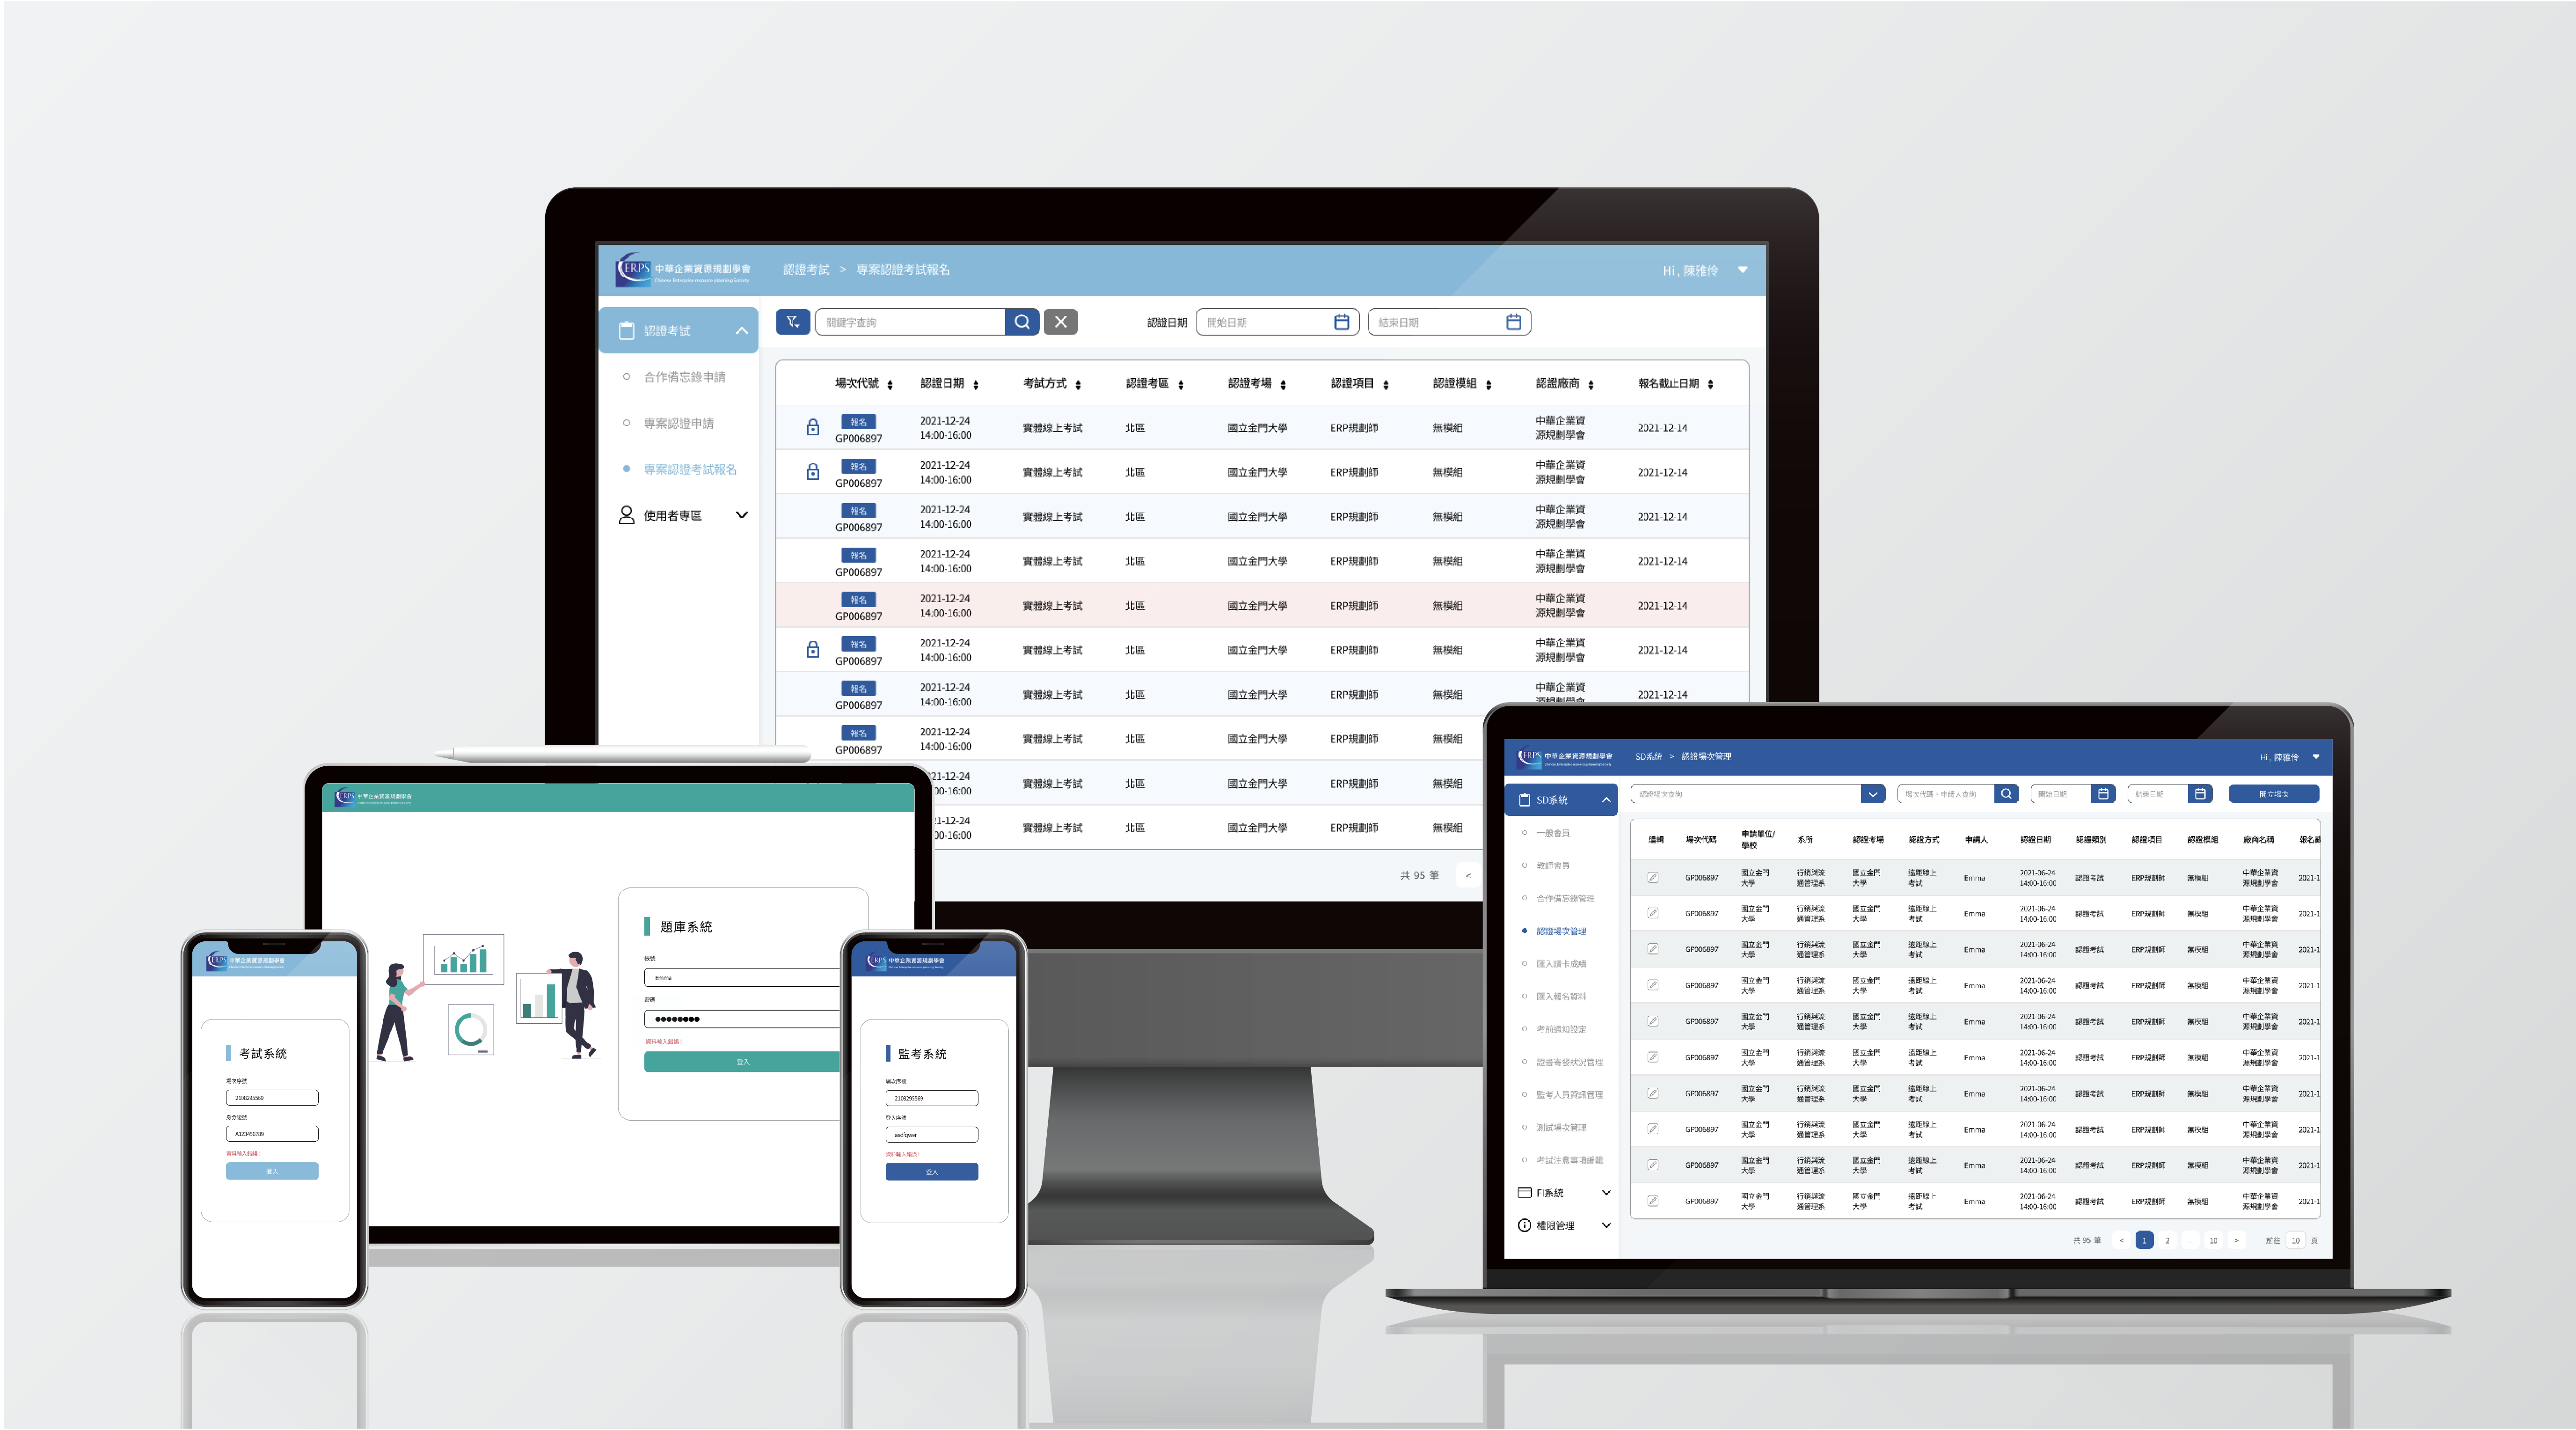 ERPS 中華企業資源規劃學會
Chinese Enterprise resource planning Society
認證考試 > 專案認證考試報名
Hi , 陳雅伶
認證考試
合作備忘錄申請
專案認證申請
專案認證考試報名
使用者專區
關鍵字查詢
認證日期 開始日期 結束日期
場次代號 認證日期 考試方式 認證考區 認證考場 認證項目 認證模組 認證廠商 報名截止日期
報名 2021-12-24 中華企業資
GP006897 14:00-16:00 實體線上考試 北區 國立金門大學 ERP規劃師 無模組 源規劃學會 2021-12-14
報名 2021-12-24 中華企業資
GP006897 14:00-16:00 實體線上考試 北區 國立金門大學 ERP規劃師 無模組 源規劃學會 2021-12-14
報名 2021-12-24 中華企業資
GP006897 14:00-16:00 實體線上考試 北區 國立金門大學 ERP規劃師 無模組 源規劃學會 2021-12-14
報名 2021-12-24 中華企業資
GP006897 14:00-16:00 實體線上考試 北區 國立金門大學 ERP規劃師 無模組 源規劃學會 2021-12-14
報名 2021-12-24 中華企業資
GP006897 14:00-16:00 實體線上考試 北區 國立金門大學 ERP規劃師 無模組 源規劃學會 2021-12-14
報名 2021-12-24 中華企業資
GP006897 14:00-16:00 實體線上考試 北區 國立金門大學 ERP規劃師 無模組 源規劃學會 2021-12-14
報名 2021-12-24 中華企業資
GP006897 14:00-16:00 實體線上考試 北區 國立金門大學 ERP規劃師 無模組 源規劃學會 2021-12-14
報名 2021-12-24
GP006897 14:00-16:00 實體線上考試 北區 國立金門大學 ERP規劃師 無模組
21-12-24
00-16:00 實體線上考試 北區 國立金門大學 ERP規劃師 無模組
1-12-24
00-16:00 實體線上考試 北區 國立金門大學 ERP規劃師 無模組
共 95 筆 <
ERPS 中華企業資源規劃學會
題庫系統
帳號
Emma
密碼
資料輸入錯誤！
登入
ERPS 中華企業資源規劃學會
考試系統
場次序號
2108295569
身分證號
A123456789
資料輸入錯誤！
登入
ERPS 中華企業資源規劃學會
監考系統
場次序號
2108295569
登入序號
asdfqwer
資料輸入錯誤！
登入
ERPS 中華企業資源規劃學會
Chinese Enterprise resource planning Society
SD系統 > 認證場次管理
Hi , 陳雅伶
SD系統
一般會員
教師會員
合作備忘錄管理
認證場次管理
匯入讀卡成績
匯入報名資料
考前通知設定
證書寄發狀況管理
監考人員資訊管理
測試場次管理
考試注意事項編輯
FI系統
權限管理
認證場次查詢 場次代碼、申請人查詢 開始日期 結束日期 開立場次
編輯 場次代碼 申請單位/ 系所 認證考場 認證方式 申請人 認證日期 認證類別 認證項目 認證模組 廠商名稱 報名截
學校
國立金門 行銷與流 國立金門 遠距線上 2021-06-24 中華企業資
GP006897 大學 通管理系 大學 考試 Emma 14:00-16:00 認證考試 ERP規劃師 無模組 源規劃學會 2021-1
國立金門 行銷與流 國立金門 遠距線上 2021-06-24 中華企業資
GP006897 大學 通管理系 大學 考試 Emma 14:00-16:00 認證考試 ERP規劃師 無模組 源規劃學會 2021-1
國立金門 行銷與流 國立金門 遠距線上 2021-06-24 中華企業資
GP006897 大學 通管理系 大學 考試 Emma 14:00-16:00 認證考試 ERP規劃師 無模組 源規劃學會 2021-1
國立金門 行銷與流 國立金門 遠距線上 2021-06-24 中華企業資
GP006897 大學 通管理系 大學 考試 Emma 14:00-16:00 認證考試 ERP規劃師 無模組 源規劃學會 2021-1
國立金門 行銷與流 國立金門 遠距線上 2021-06-24 中華企業資
GP006897 大學 通管理系 大學 考試 Emma 14:00-16:00 認證考試 ERP規劃師 無模組 源規劃學會 2021-1
國立金門 行銷與流 國立金門 遠距線上 2021-06-24 中華企業資
GP006897 大學 通管理系 大學 考試 Emma 14:00-16:00 認證考試 ERP規劃師 無模組 源規劃學會 2021-1
國立金門 行銷與流 國立金門 遠距線上 2021-06-24 中華企業資
GP006897 大學 通管理系 大學 考試 Emma 14:00-16:00 認證考試 ERP規劃師 無模組 源規劃學會 2021-1
國立金門 行銷與流 國立金門 遠距線上 2021-06-24 中華企業資
GP006897 大學 通管理系 大學 考試 Emma 14:00-16:00 認證考試 ERP規劃師 無模組 源規劃學會 2021-1
國立金門 行銷與流 國立金門 遠距線上 2021-06-24 中華企業資
GP006897 大學 通管理系 大學 考試 Emma 14:00-16:00 認證考試 ERP規劃師 無模組 源規劃學會 2021-1
國立金門 行銷與流 國立金門 遠距線上 2021-06-24 中華企業資
GP006897 大學 通管理系 大學 考試 Emma 14:00-16:00 認證考試 ERP規劃師 無模組 源規劃學會 2021-1
共 95 筆 < 1 2 ... 10 > 前往 10 頁